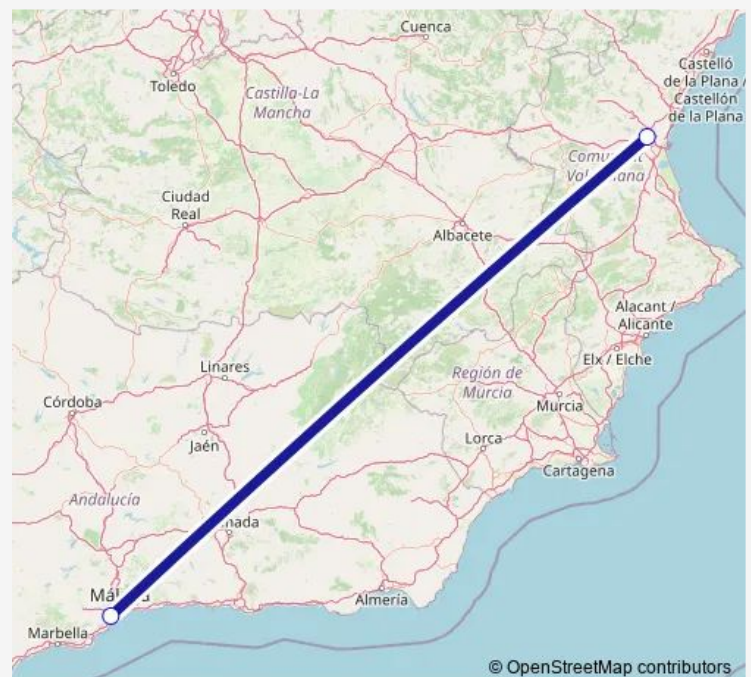 Cuenca
Castelló
de la Plana /
Castellón
de la Plana
Toledo
Castilla-La
Mancha
Ciudad
Real
Albacete
Alacant /
Alicante
Elx / Elche
Linares
Región de
Murcia
Córdoba
Murcia
Jaén
Lorca
Cartagena
Andalucía
Almería
Marbella
© OpenStreetMap contributors